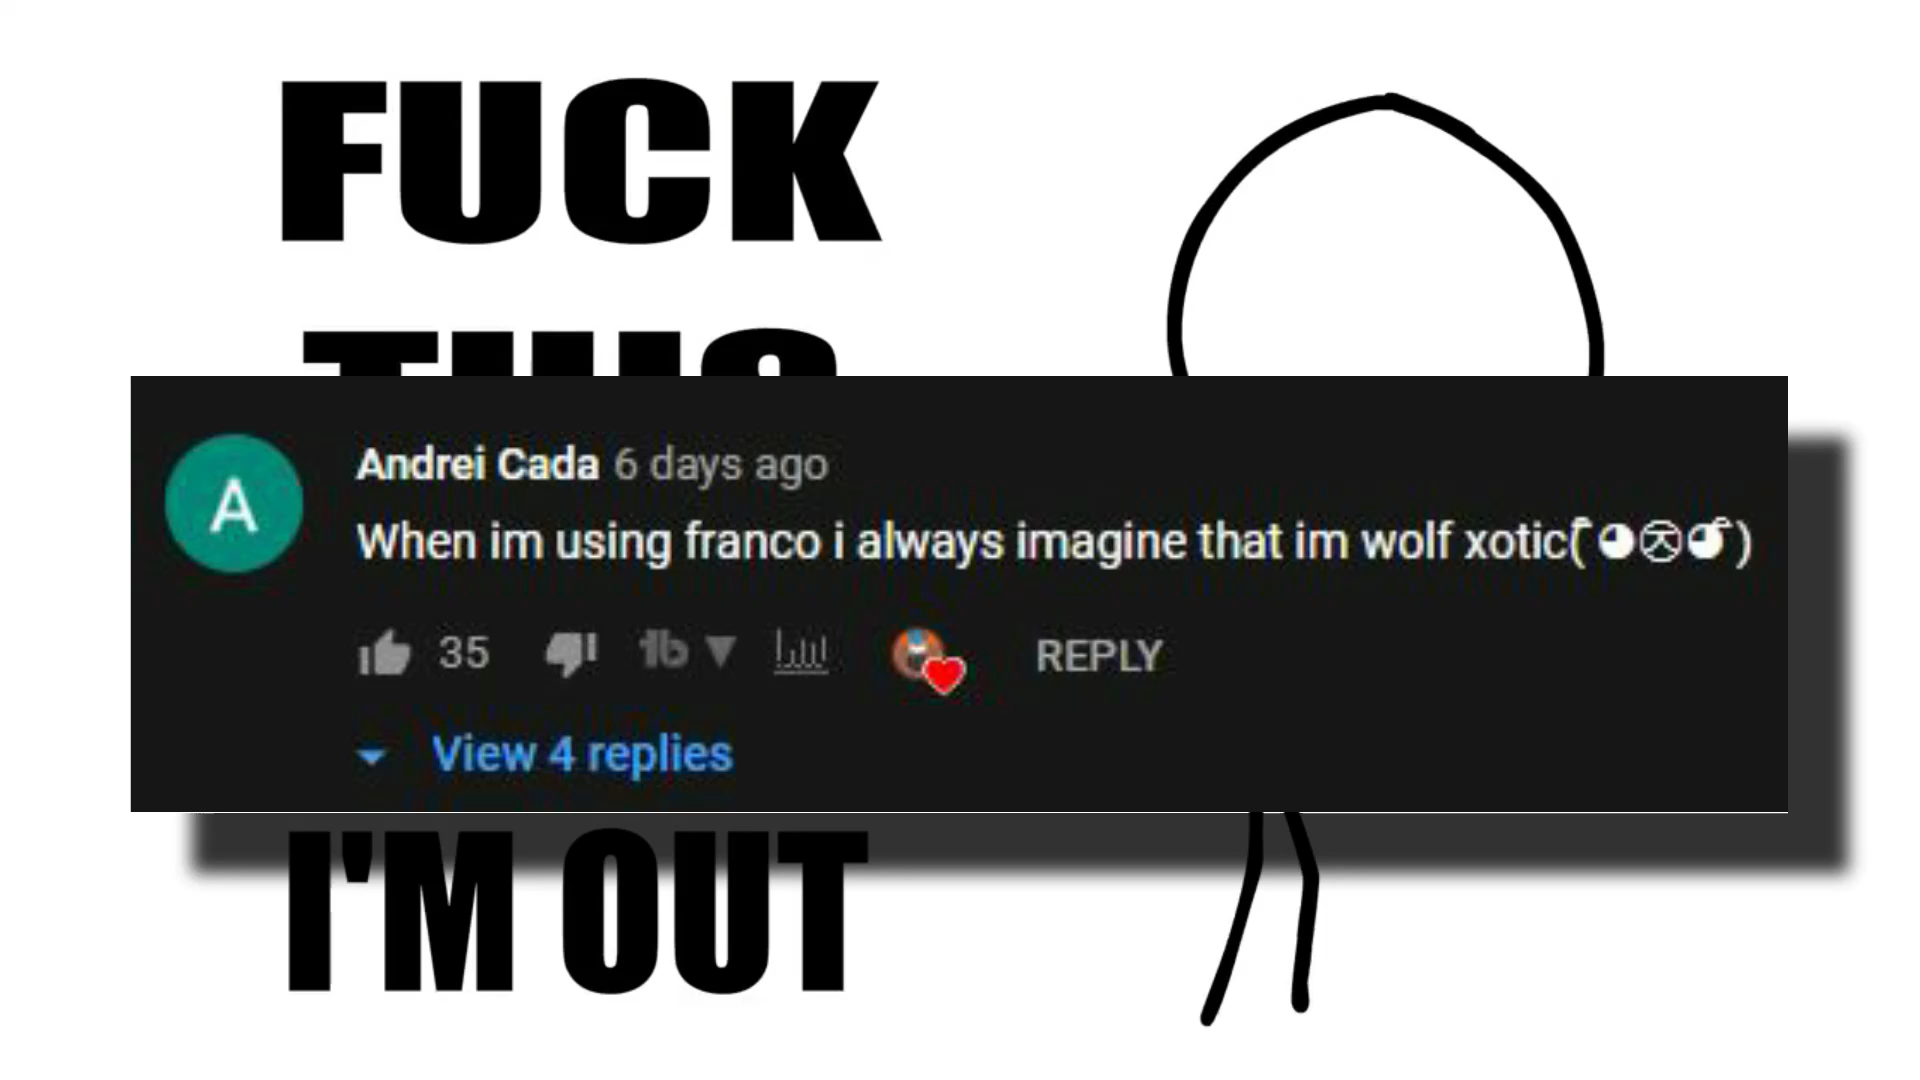 FUCK
A
Andrei Cada 6 days ago
When im using franco i always imagine that im wolf xotic
35
REPLY
View 4 replies
I'M OUT